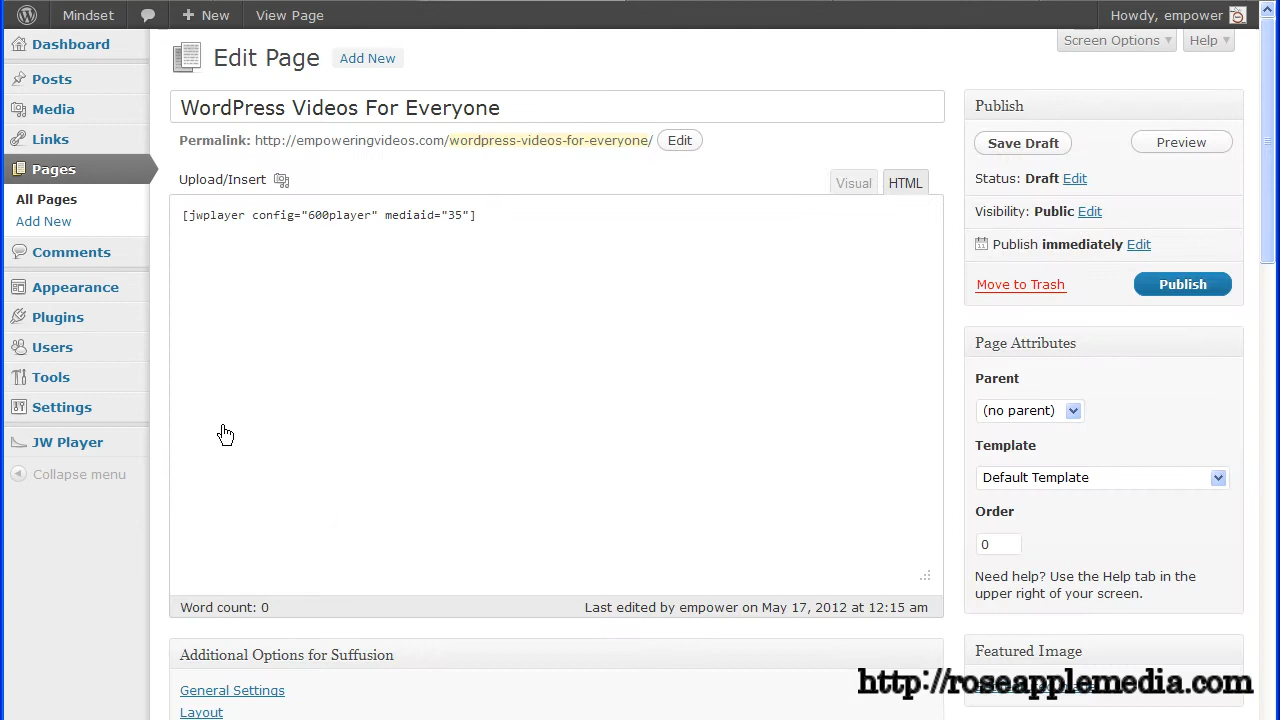 Mindset
New
View Page
Howdy, empower
Dashboard
Posts
Media
Links
Pages
All Pages
Add New
Comments
Appearance
Plugins
Users
Tools
Settings
JW Player
Collapse menu
Screen Options
Help
Edit Page
Add New
WordPress Videos For Everyone
Permalink: http://empoweringvideos.com/wordpress-videos-for-everyone/ Edit
Upload/Insert
Visual
HTML
[jwplayer config="600player" mediaid="35"]
Word count: 0
Last edited by empower on May 17, 2012 at 12:15 am
Additional Options for Suffusion
General Settings
Layout
Publish
Save Draft
Preview
Status: Draft Edit
Visibility: Public Edit
Publish immediately Edit
Move to Trash
Publish
Page Attributes
Parent
(no parent)
Template
Default Template
Order
0
Need help? Use the Help tab in the
upper right of your screen.
Featured Image
http://roseapplemedia.com